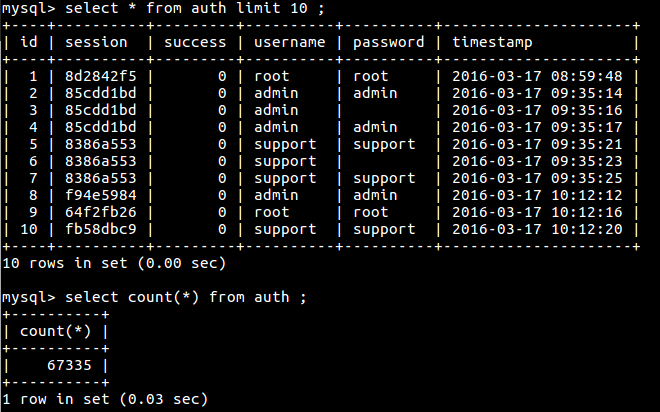 mysql> select * from auth limit 10 ;
+----+----------+---------+----------+----------+---------------------+
| id | session  | success | username | password | timestamp           |
+----+----------+---------+----------+----------+---------------------+
|  1 | 8d2842f5 |       0 | root     | root     | 2016-03-17 08:59:48 |
|  2 | 85cdd1bd |       0 | admin    | admin    | 2016-03-17 09:35:14 |
|  3 | 85cdd1bd |       0 | admin    |          | 2016-03-17 09:35:16 |
|  4 | 85cdd1bd |       0 | admin    | admin    | 2016-03-17 09:35:17 |
|  5 | 8386a553 |       0 | support  | support  | 2016-03-17 09:35:21 |
|  6 | 8386a553 |       0 | support  |          | 2016-03-17 09:35:23 |
|  7 | 8386a553 |       0 | support  | support  | 2016-03-17 09:35:25 |
|  8 | f94e5984 |       0 | admin    | admin    | 2016-03-17 10:12:12 |
|  9 | 64f2fb26 |       0 | root     | root     | 2016-03-17 10:12:16 |
| 10 | fb58dbc9 |       0 | support  | support  | 2016-03-17 10:12:20 |
+----+----------+---------+----------+----------+---------------------+
10 rows in set (0.00 sec)

mysql> select count(*) from auth ;
+----------+
| count(*) |
+----------+
|    67335 |
+----------+
1 row in set (0.03 sec)